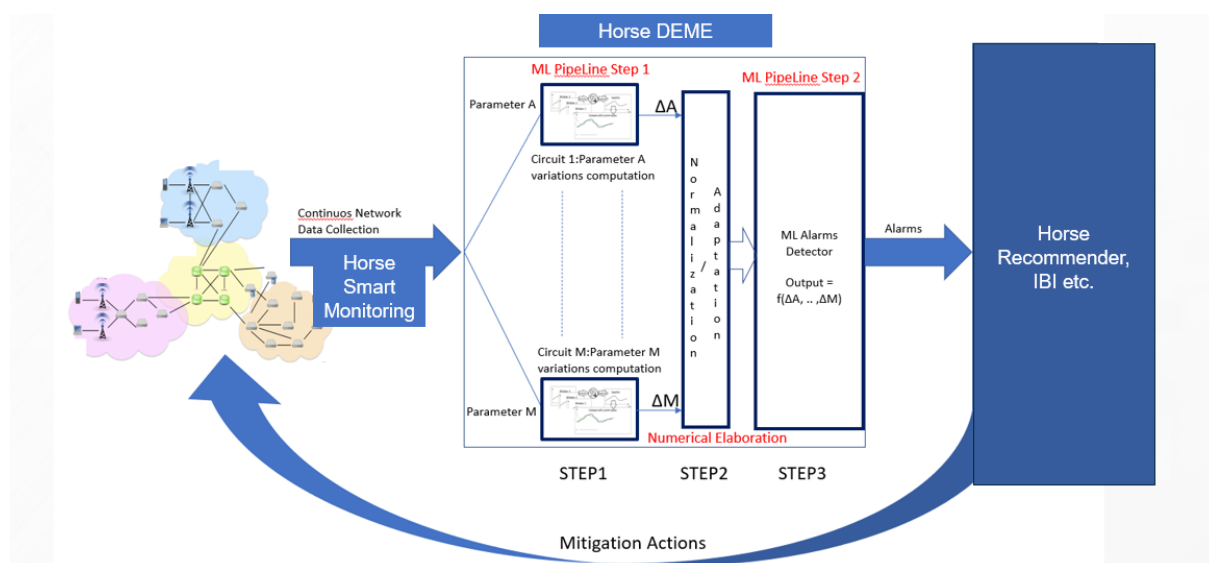 Horse DEME
ML PipeLine Step 1
ML PipeLine Step 2
Parameter A
ΔA
Circuit 1:Parameter A
variations computation
Continuos Network
Data Collection
Horse
Smart
Monitoring
Normalization
/
Adaptation
ML Alarms
Detector
Output =
f(ΔA, .. ,ΔM)
Alarms
Horse
Recommender,
IBI etc.
Circuit M:Parameter M
variations computation
Parameter M
ΔM
Numerical Elaboration
STEP1
STEP2
STEP3
Mitigation Actions